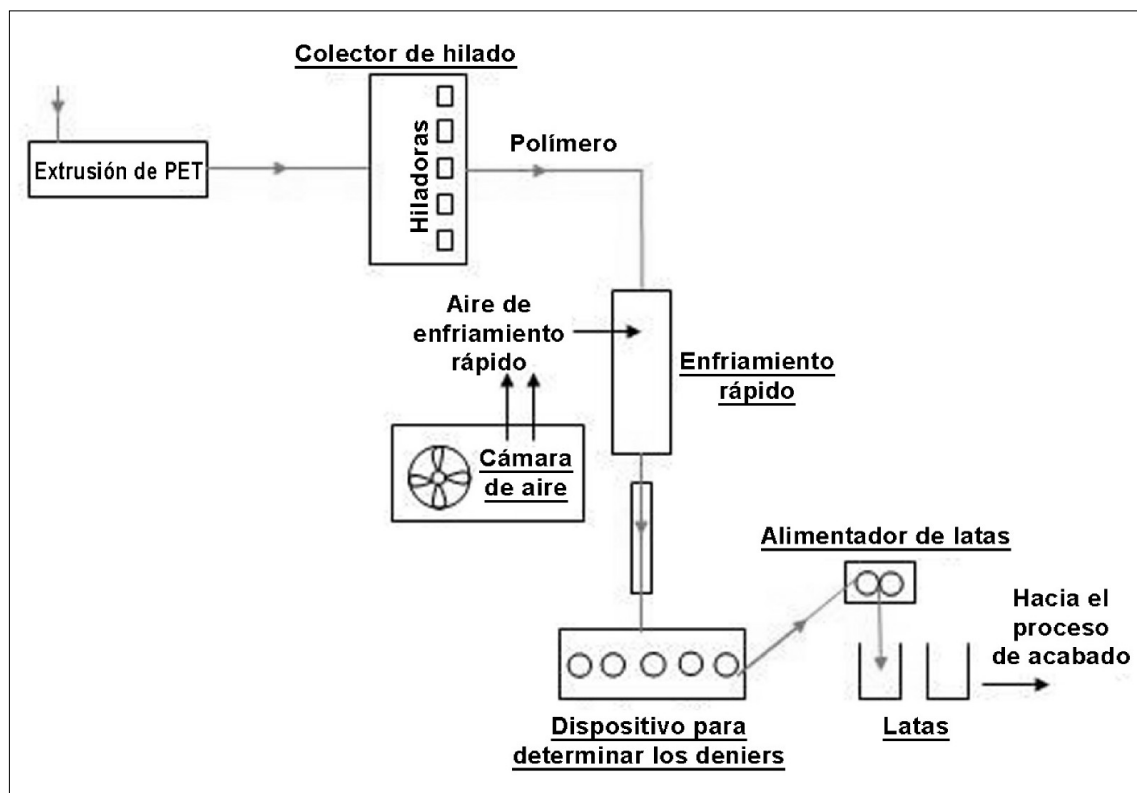 Colector de hilado
Extrusión de PET
Hiladoras
Polímero
Aire de
enfriamiento
rápido
Enfriamiento
rápido
Cámara
de aire
Alimentador de latas
Hacia el
proceso
de acabado
Dispositivo para
determinar los deniers
Latas